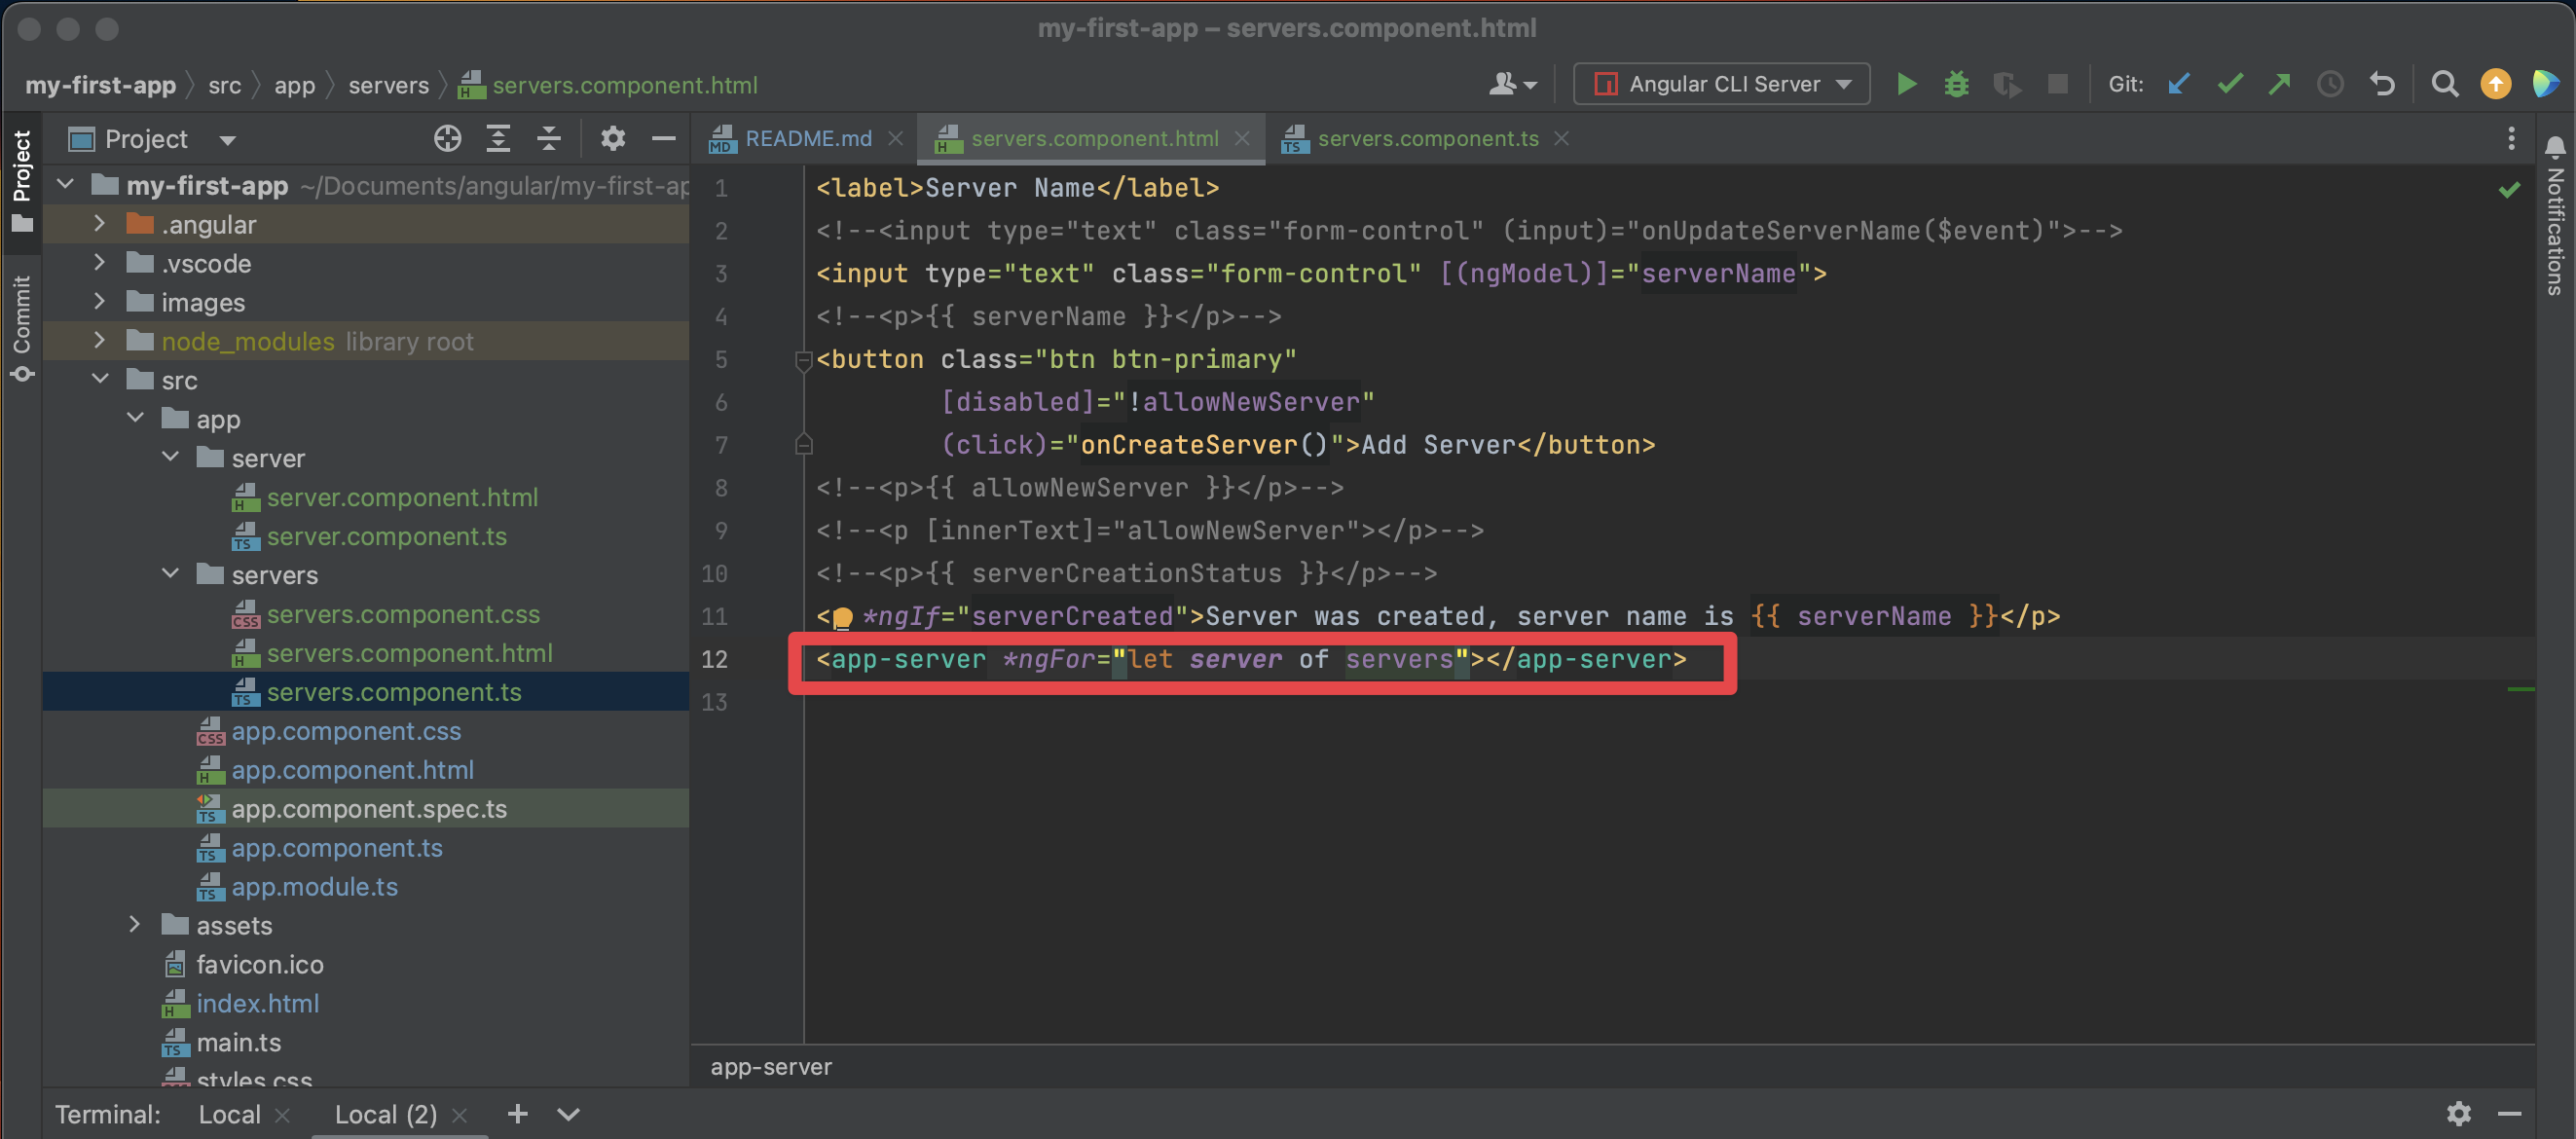 my-first-app – servers.component.html
my-first-app src app servers servers.component.html
Angular CLI Server
Git:
Project
Commit
Project
my-first-app ~/Documents/angular/my-first-ap
.angular
.vscode
images
node_modules library root
src
app
server
server.component.html
server.component.ts
servers
servers.component.css
servers.component.html
servers.component.ts
app.component.css
app.component.html
app.component.spec.ts
app.component.ts
app.module.ts
assets
favicon.ico
index.html
main.ts
styles.css
README.md servers.component.html servers.component.ts
1 <label>Server Name</label>
2 <!--<input type="text" class="form-control" (input)="onUpdateServerName($event)">-->
3 <input type="text" class="form-control" [(ngModel)]="serverName">
4 <!--<p>{{ serverName }}</p>-->
5 <button class="btn btn-primary"
6 [disabled]="!allowNewServer"
7 (click)="onCreateServer()">Add Server</button>
8 <!--<p>{{ allowNewServer }}</p>-->
9 <!--<p [innerText]="allowNewServer"></p>-->
10 <!--<p>{{ serverCreationStatus }}</p>-->
11 < *ngIf="serverCreated">Server was created, server name is {{ serverName }}</p>
12 <app-server *ngFor="let server of servers"></app-server>
13
app-server
Notifications
Terminal: Local Local (2)